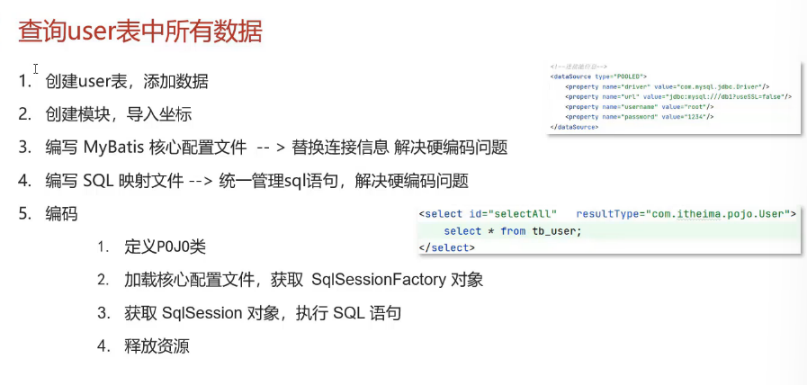 查询user表中所有数据
1. 创建user表，添加数据
2. 创建模块，导入坐标
3. 编写 MyBatis 核心配置文件 -- > 替换连接信息 解决硬编码问题
4. 编写 SQL 映射文件 --> 统一管理sql语句，解决硬编码问题
5. 编码
1. 定义POJO类
2. 加载核心配置文件，获取 SqlSessionFactory 对象
3. 获取 SqlSession 对象，执行 SQL 语句
4. 释放资源
<dataSource type="POOLED">
<property name="driver" value="com.mysql.jdbc.Driver"/>
<property name="url" value="jdbc:mysql:///db1?useSSL=false"/>
<property name="username" value="root"/>
<property name="password" value="1234"/>
</dataSource>
<select id="selectAll" resultType="com.itheima.pojo.User">
select * from tb_user;
</select>